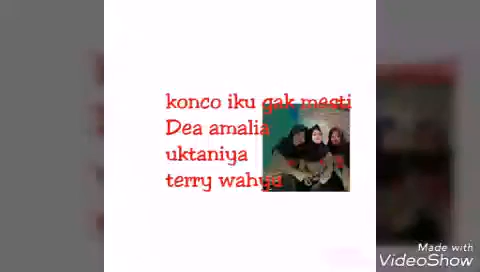 konco iku gak mesti
Dea amalia
uktaniya
terry wahyu
Made with
VideoShow